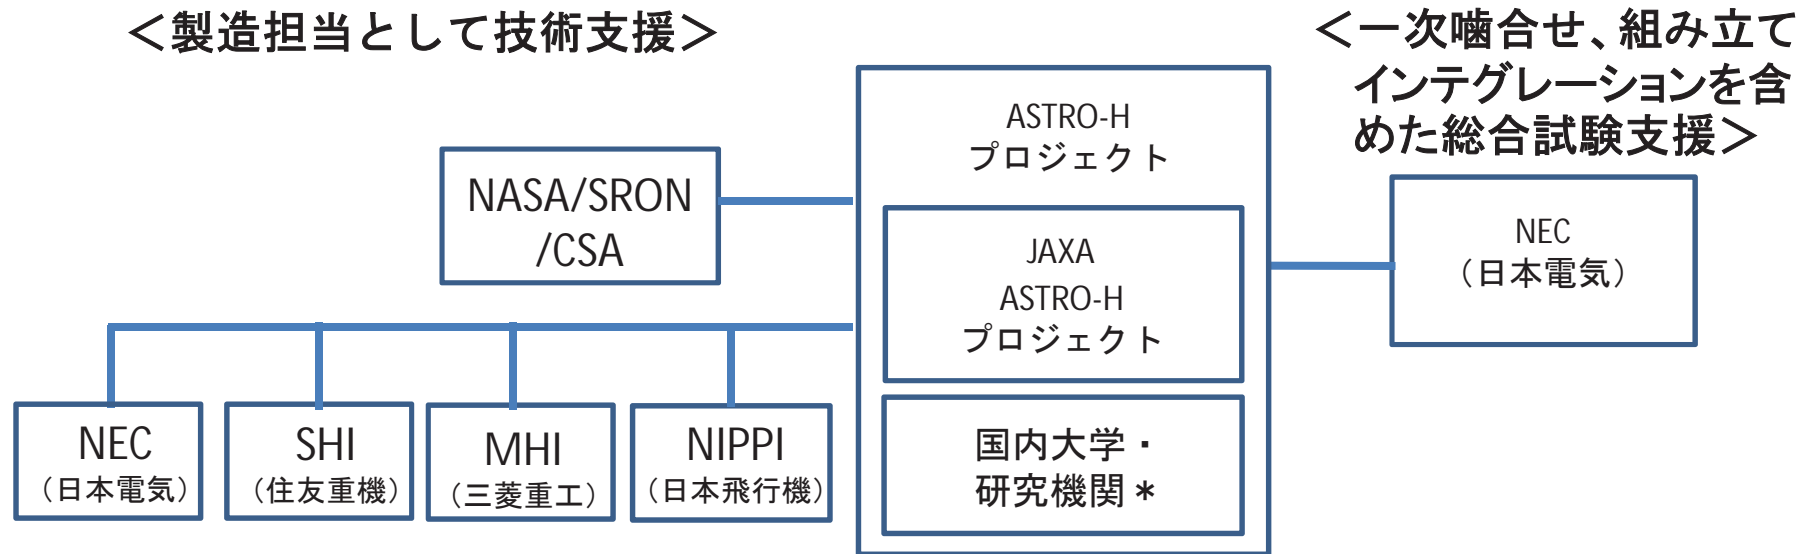 ＜製造担当として技術支援＞
＜一次噛合せ、組み立て
インテグレーションを含
めた総合試験支援＞
ASTRO-H
プロジェクト
NASA/SRON
/CSA
JAXA
ASTRO-H
プロジェクト
NEC
（日本電気）
NEC
（日本電気）
SHI
（住友重機）
MHI
（三菱重工）
NIPPI
（日本飛行機）
国内大学・
研究機関＊